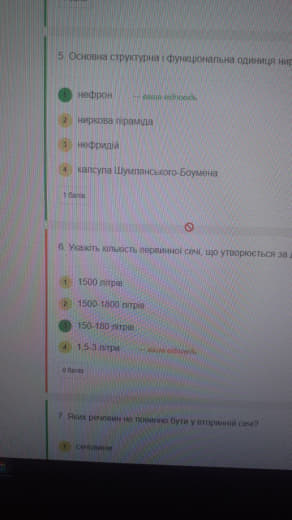 5. Основна структурна і функціональна одиниця нир
1 нефрон — ваша відповідь
2 ниркова піраміда
3 нефридій
4 капсула Шумлянського-Боумена
1 балів
6. Укажіть кількість первинної сечі, що утворюється за д
1 1500 літрів
2 1500-1800 літрів
3 150-180 літрів
4 1,5-3 літри — ваша відповідь
0 балів
7. Яких речовин не повинно бути у вторинній сечі?
1 сечовини